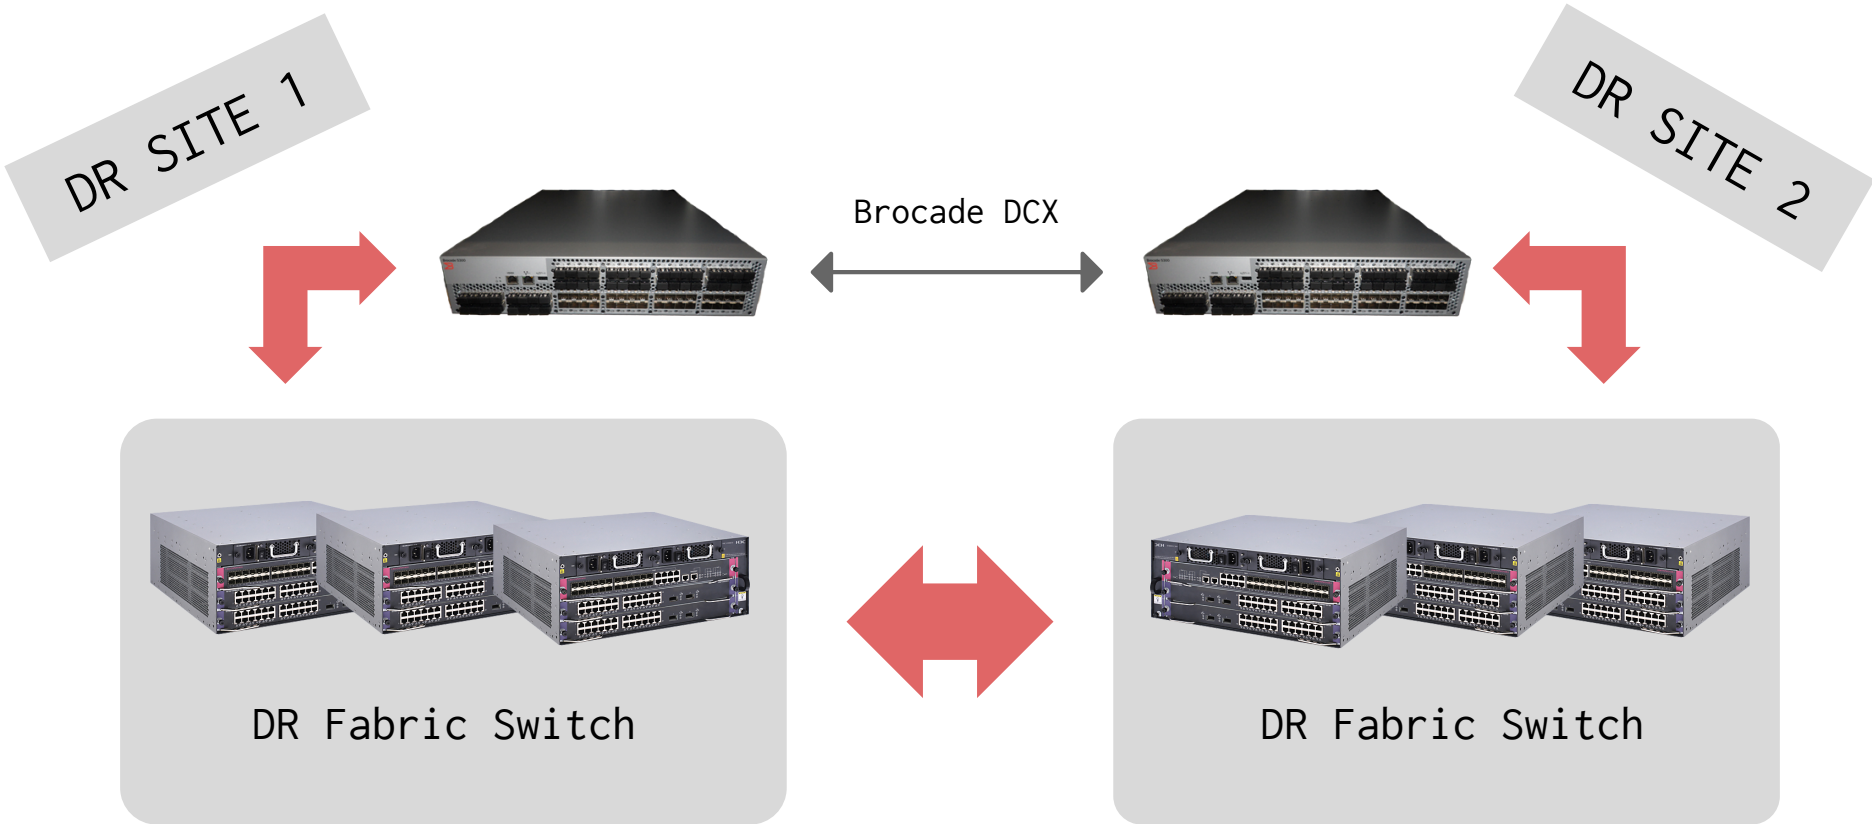 DR SITE 1
DR SITE 2
Brocade DCX
DR Fabric Switch
DR Fabric Switch